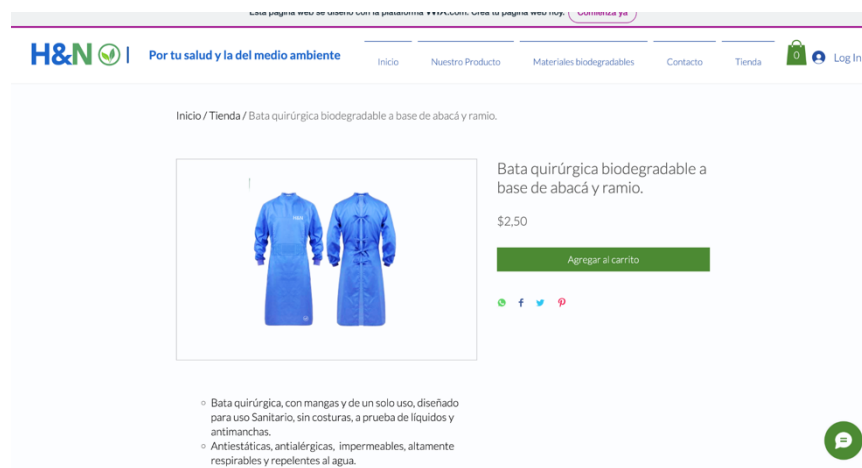 Esta página web se diseñó con la plataforma WIX.com. Crea tu página web hoy. Comienza ya
H&N Por tu salud y la del medio ambiente
Inicio Nuestro Producto Materiales biodegradables Contacto Tienda 0 Log In
Inicio / Tienda / Bata quirúrgica biodegradable a base de abacá y ramio.
Bata quirúrgica biodegradable a
base de abacá y ramio.
$2,50
Agregar al carrito
Bata quirúrgica, con mangas y de un solo uso, diseñado
para uso Sanitario, sin costuras, a prueba de líquidos y
antimanchas.
Antiestáticas, antialérgicas, impermeables, altamente
respirables y repelentes al agua.